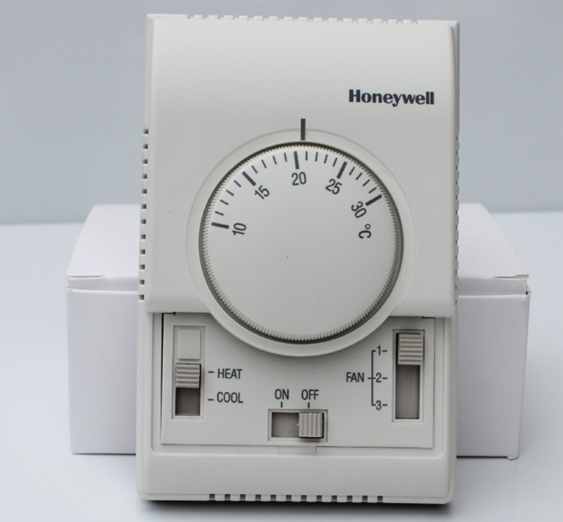 Honeywell
10 15 20 25 30 °C
HEAT
COOL
ON OFF
FAN
1
2
3